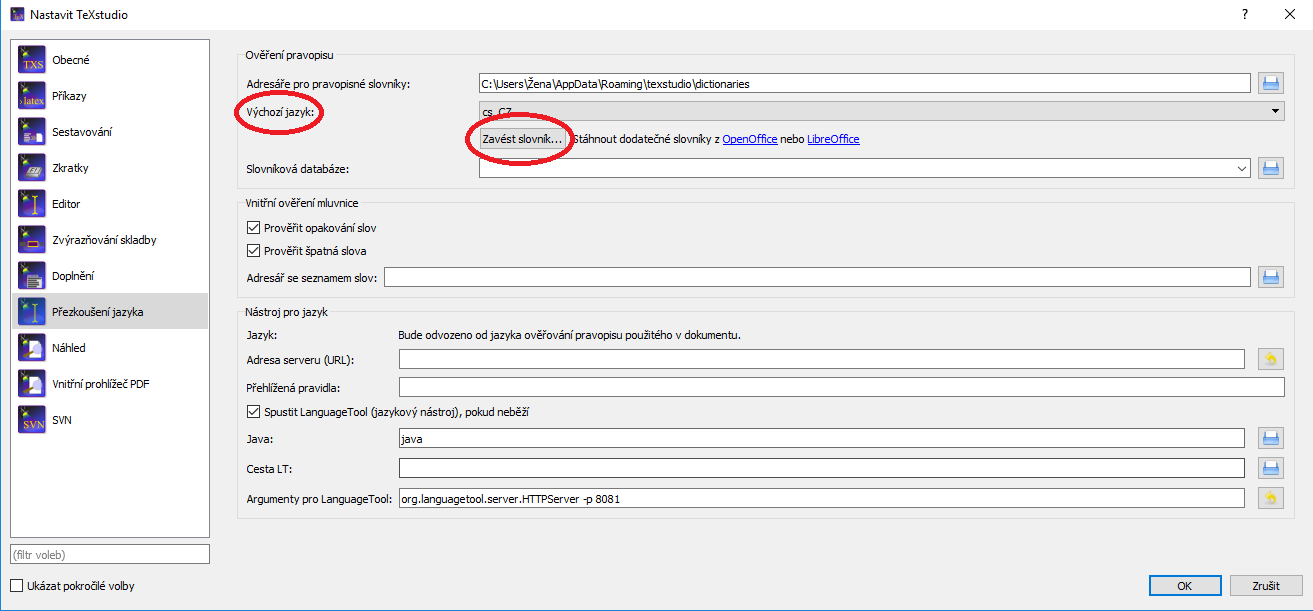 Nastavit TeXstudio
?
Obecné
Příkazy
Sestavování
Zkratky
Editor
Zvýrazňování skladby
Doplnění
Přezkoušení jazyka
Náhled
Vnitřní prohlížeč PDF
SVN
(filtr voleb)
Ukázat pokročilé volby
Ověření pravopisu
Adresáře pro pravopisné slovníky: C:\Users\Žena\AppData\Roaming\texstudio\dictionaries
Výchozí jazyk: cs_CZ
Zavést slovník... Stáhnout dodatečné slovníky z OpenOffice nebo LibreOffice
Slovníková databáze:
Vnitřní ověření mluvnice
Prověřit opakování slov
Prověřit špatná slova
Adresář se seznamem slov:
Nástroj pro jazyk
Jazyk: Bude odvozeno od jazyka ověřování pravopisu použitého v dokumentu.
Adresa serveru (URL):
Přehlížená pravidla:
Spustit LanguageTool (jazykový nástroj), pokud neběží
Java: java
Cesta LT:
Argumenty pro LanguageTool: org.languagetool.server.HTTPServer -p 8081
OK Zrušit
TXS
latex
SVN